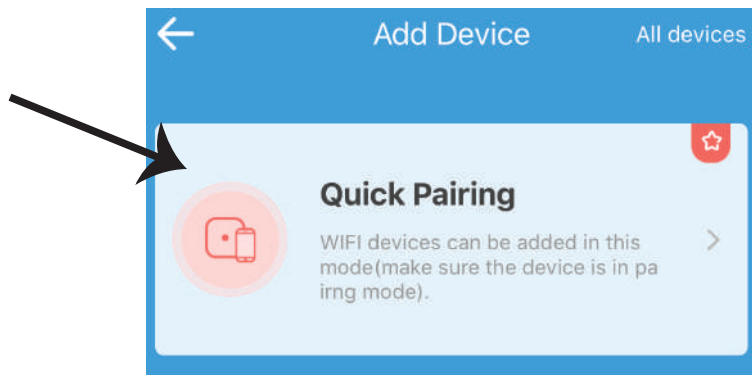 Add Device
All devices
Quick Pairing
WIFI devices can be added in this
mode(make sure the device is in pa
irng mode).